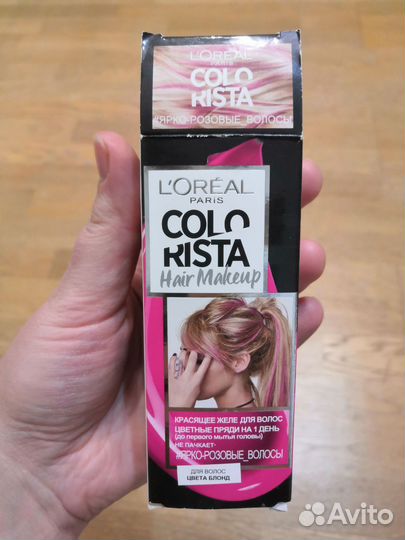 L'ORÉAL
PARIS
COLO
RISTA
#ЯРКО-РОЗОВЫЕ_ВОЛОСЫ
L'ORÉAL
PARIS
COLO
RISTA
Hair Makeup
КРАСЯЩЕЕ ЖЕЛЕ ДЛЯ ВОЛОС
ЦВЕТНЫЕ ПРЯДИ НА 1 ДЕНЬ
(до первого мытья головы)
НЕ ПАЧКАЕТ
#ЯРКО-РОЗОВЫЕ_ВОЛОСЫ
ДЛЯ ВОЛОС
ЦВЕТА БЛОНД
Avito